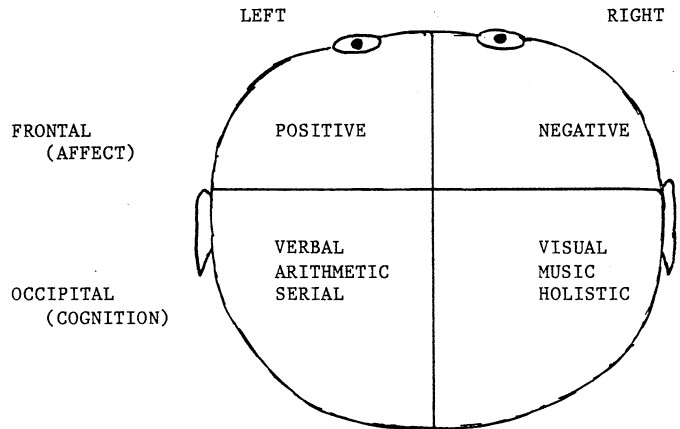 LEFT RIGHT
FRONTAL POSITIVE NEGATIVE
(AFFECT)
VERBAL VISUAL
ARITHMETIC MUSIC
OCCIPITAL SERIAL HOLISTIC
(COGNITION)